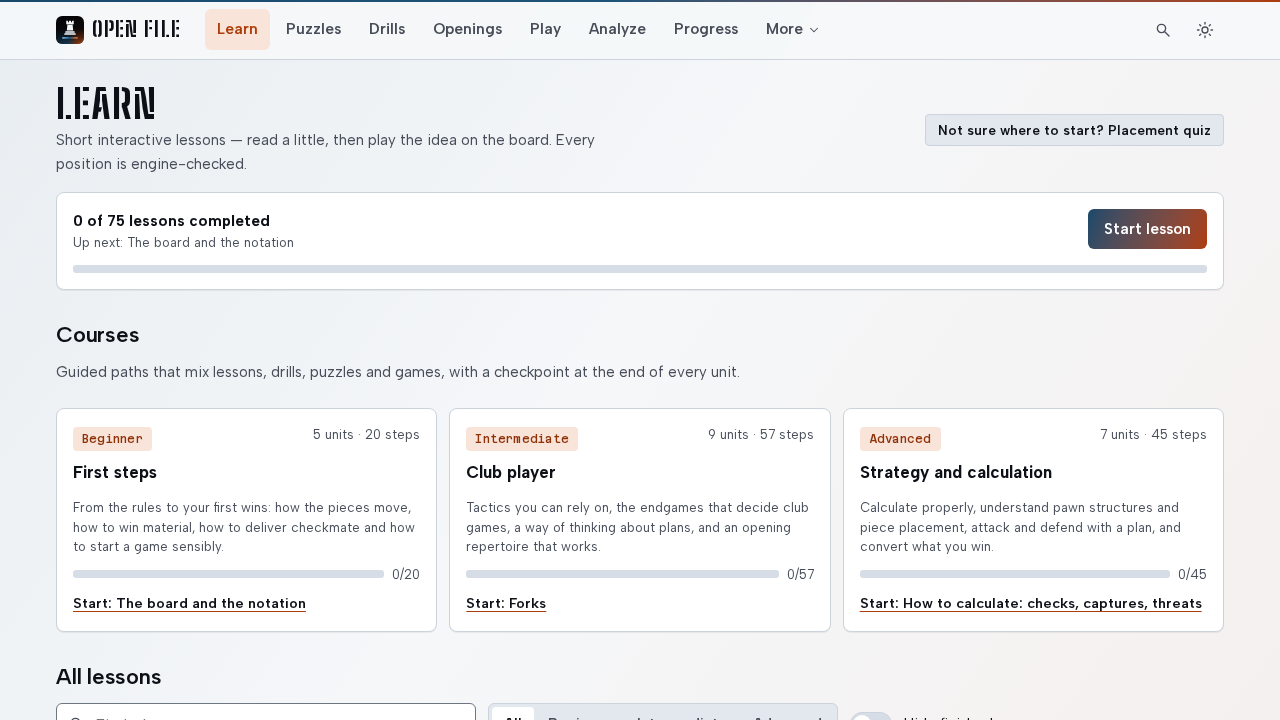 OPEN FILE
Learn
Puzzles
Drills
Openings
Play
Analyze
Progress
More
LEARN
Short interactive lessons — read a little, then play the idea on the board. Every
position is engine-checked.
Not sure where to start? Placement quiz
0 of 75 lessons completed
Up next: The board and the notation
Start lesson
Courses
Guided paths that mix lessons, drills, puzzles and games, with a checkpoint at the end of every unit.
Beginner
5 units · 20 steps
First steps
From the rules to your first wins: how the pieces move,
how to win material, how to deliver checkmate and how
to start a game sensibly.
0/20
Start: The board and the notation
Intermediate
9 units · 57 steps
Club player
Tactics you can rely on, the endgames that decide club
games, a way of thinking about plans, and an opening
repertoire that works.
0/57
Start: Forks
Advanced
7 units · 45 steps
Strategy and calculation
Calculate properly, understand pawn structures and
piece placement, attack and defend with a plan, and
convert what you win.
0/45
Start: How to calculate: checks, captures, threats
All lessons